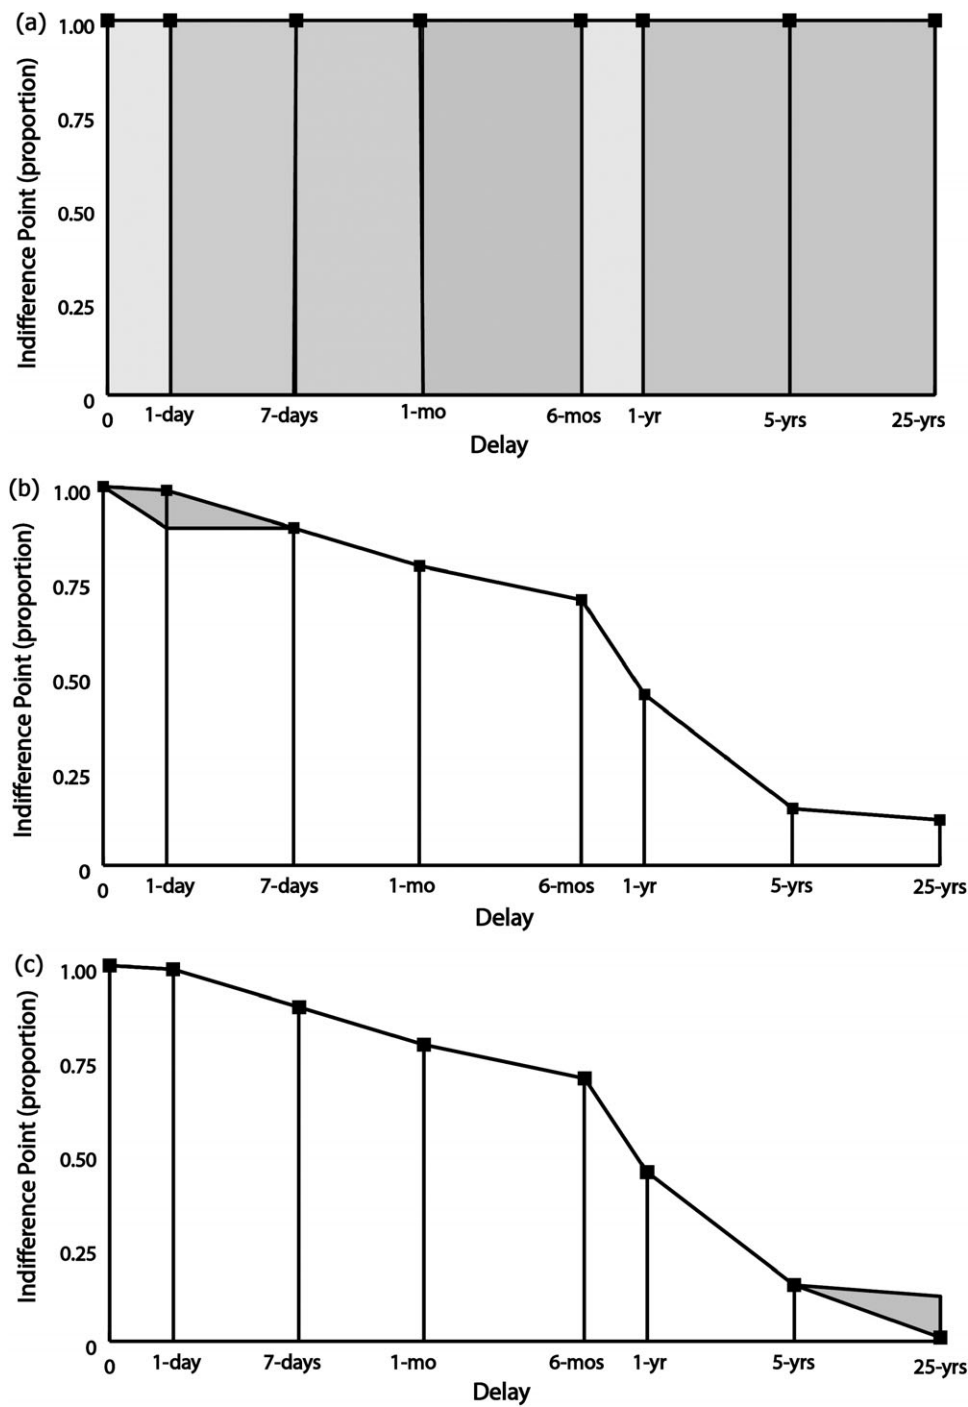 (a)
Indifference Point (proportion)
1.00
0.75
0.50
0.25
0
0 1-day 7-days 1-mo 6-mos 1-yr 5-yrs 25-yrs
Delay
(b)
Indifference Point (proportion)
1.00
0.75
0.50
0.25
0
0 1-day 7-days 1-mo 6-mos 1-yr 5-yrs 25-yrs
Delay
(c)
Indifference Point (proportion)
1.00
0.75
0.50
0.25
0
0 1-day 7-days 1-mo 6-mos 1-yr 5-yrs 25-yrs
Delay